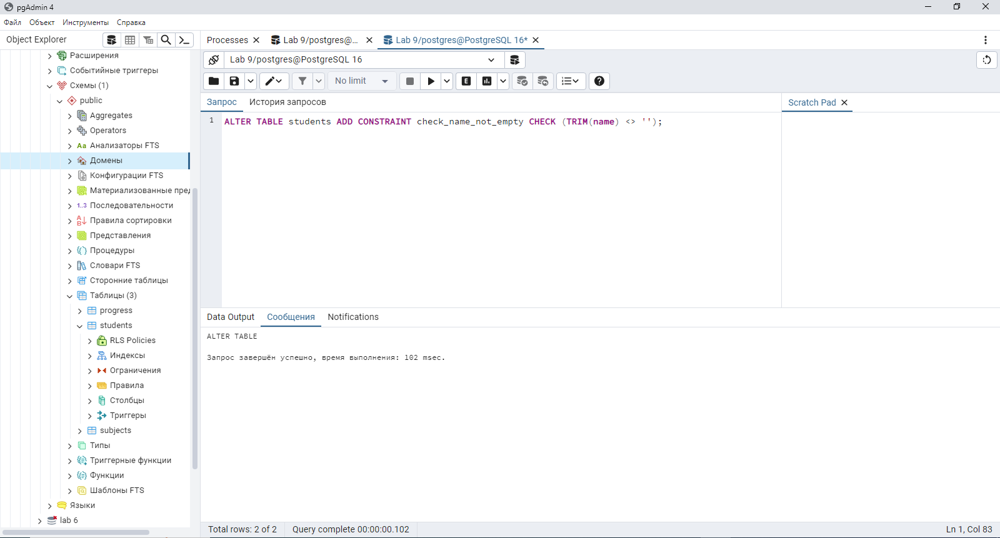 pgAdmin 4
Файл Объект Инструменты Справка
Object Explorer
Processes
Lab 9/postgres@...
Lab 9/postgres@PostgreSQL 16*
Расширения
Событийные триггеры
Схемы (1)
public
Aggregates
Operators
Aa Анализаторы FTS
Домены
Конфигурации FTS
Материализованные пред
1..3 Последовательности
A B Правила сортировки
Представления
Процедуры
Словари FTS
Сторонние таблицы
Таблицы (3)
progress
students
RLS Policies
Индексы
Ограничения
Правила
Столбцы
Триггеры
subjects
Типы
Триггерные функции
Функции
Шаблоны FTS
Языки
lab 6
Lab 9/postgres@PostgreSQL 16
No limit
E
Запрос История запросов
Scratch Pad
1 ALTER TABLE students ADD CONSTRAINT check_name_not_empty CHECK (TRIM(name) <> '');
Data Output Сообщения Notifications
ALTER TABLE
Запрос завершён успешно, время выполнения: 102 msec.
Total rows: 2 of 2 Query complete 00:00:00.102 Ln 1, Col 83